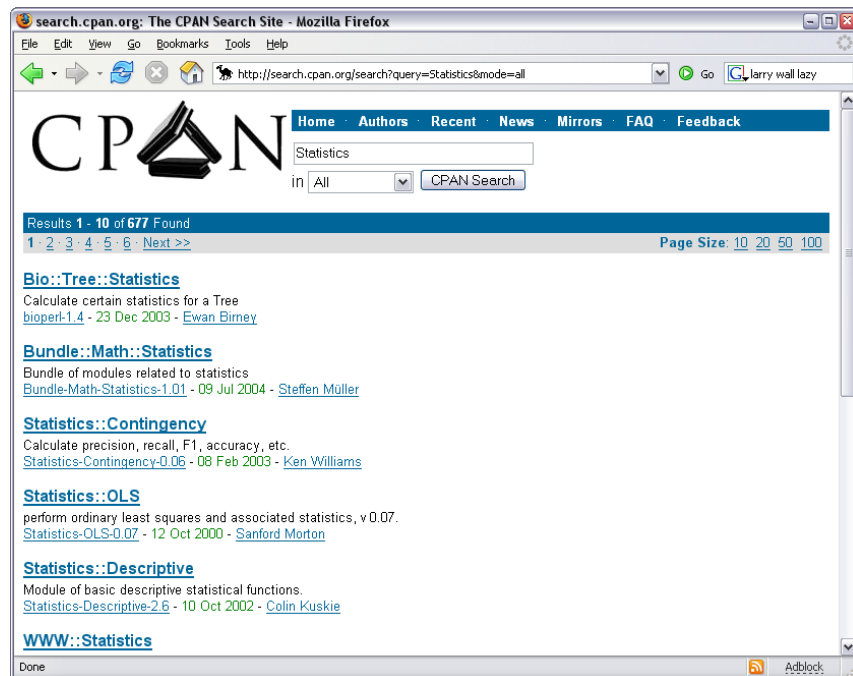 search.cpan.org: The CPAN Search Site - Mozilla Firefox
File Edit View Go Bookmarks Tools Help
http://search.cpan.org/search?query=Statistics&mode=all Go G larry wall lazy
CPAN
Home · Authors · Recent · News · Mirrors · FAQ · Feedback
Statistics
in All CPAN Search
Results 1 - 10 of 677 Found
1 · 2 · 3 · 4 · 5 · 6 · Next >> Page Size: 10 20 50 100
Bio::Tree::Statistics
Calculate certain statistics for a Tree
bioperl-1.4 - 23 Dec 2003 - Ewan Birney
Bundle::Math::Statistics
Bundle of modules related to statistics
Bundle-Math-Statistics-1.01 - 09 Jul 2004 - Steffen Müller
Statistics::Contingency
Calculate precision, recall, F1, accuracy, etc.
Statistics-Contingency-0.06 - 08 Feb 2003 - Ken Williams
Statistics::OLS
perform ordinary least squares and associated statistics, v 0.07.
Statistics-OLS-0.07 - 12 Oct 2000 - Sanford Morton
Statistics::Descriptive
Module of basic descriptive statistical functions.
Statistics-Descriptive-2.6 - 10 Oct 2002 - Colin Kuskie
WWW::Statistics
Done Adblock